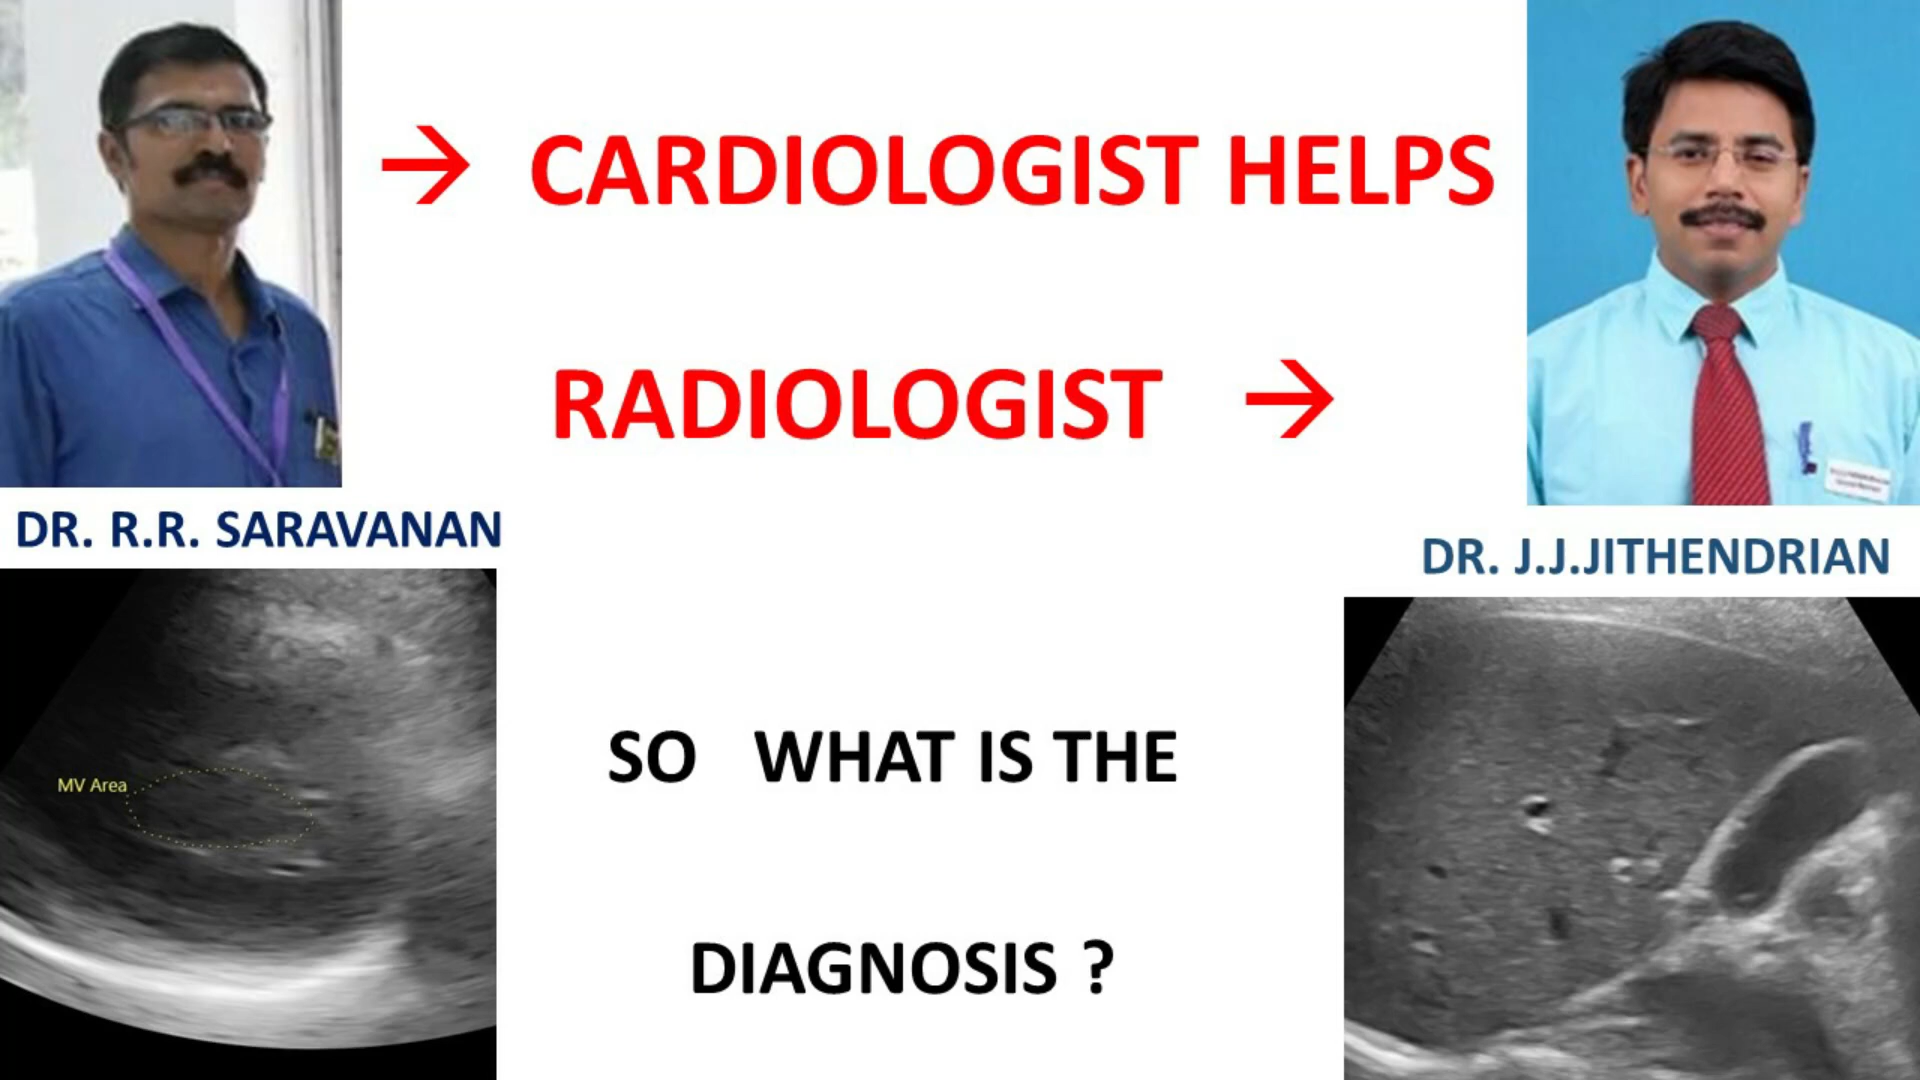 → CARDIOLOGIST HELPS
RADIOLOGIST →
DR. R.R. SARAVANAN
DR. J.J.JITHENDRIAN
MV Area
SO WHAT IS THE
DIAGNOSIS ?